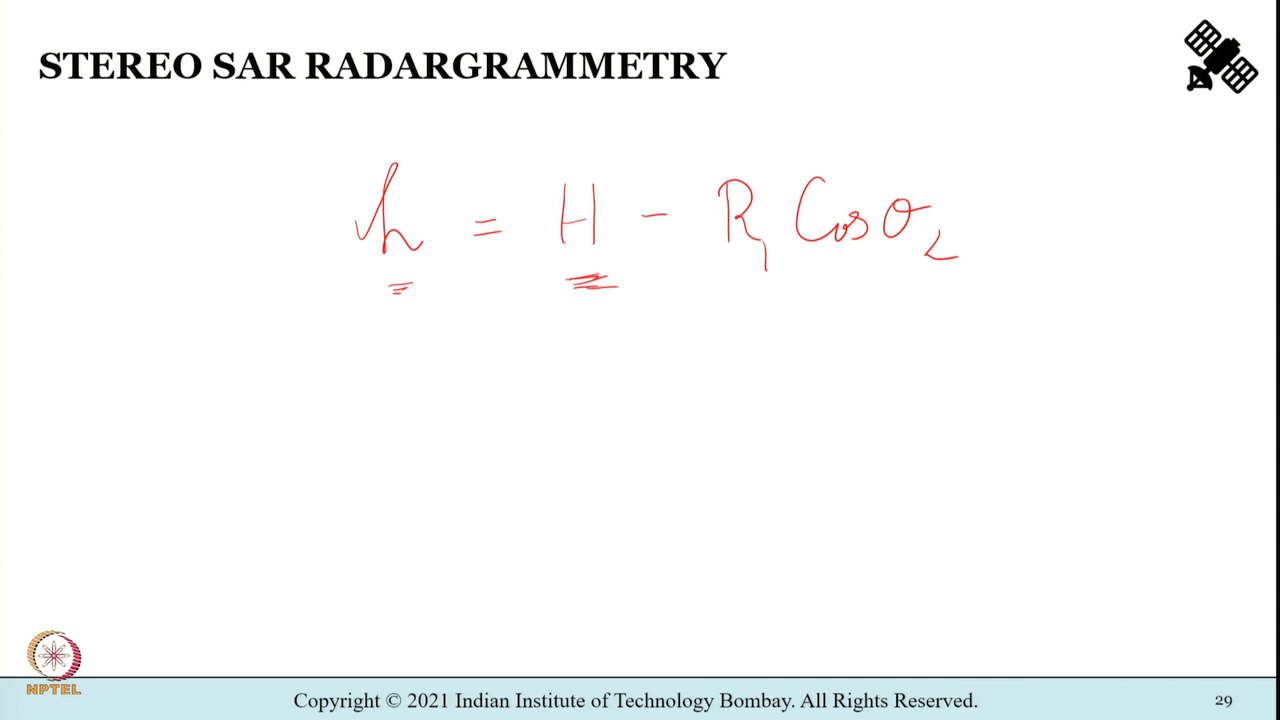 STEREO SAR RADARGRAMMETRY
h = H - R₁ Cos θ₂
NPTEL
Copyright © 2021 Indian Institute of Technology Bombay. All Rights Reserved.
29